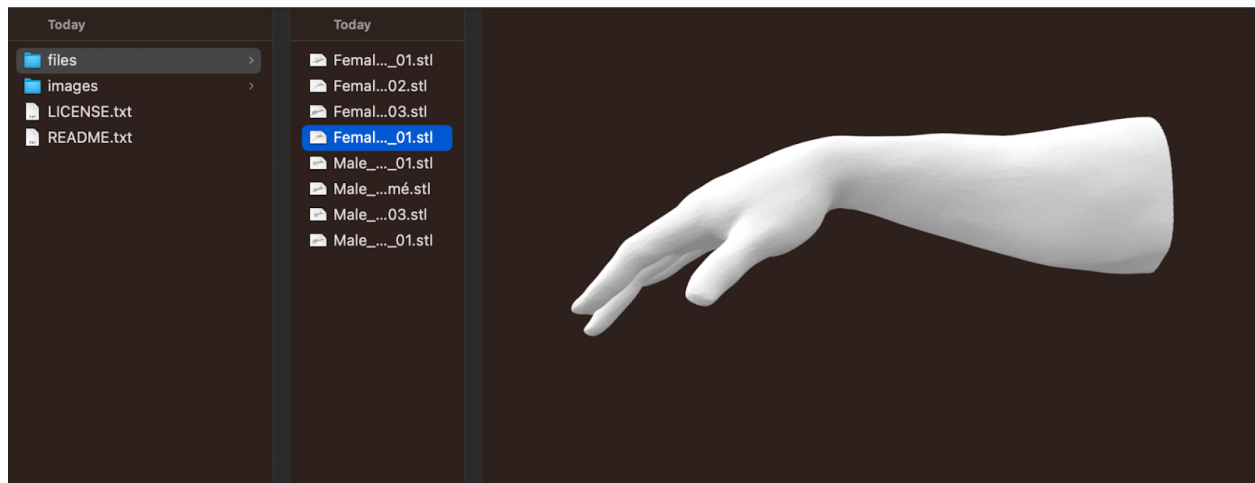 Today
files
images
LICENSE.txt
README.txt
Today
Femal..._01.stl
Femal...02.stl
Femal...03.stl
Femal..._01.stl
Male_..._01.stl
Male_...mé.stl
Male_...03.stl
Male_..._01.stl